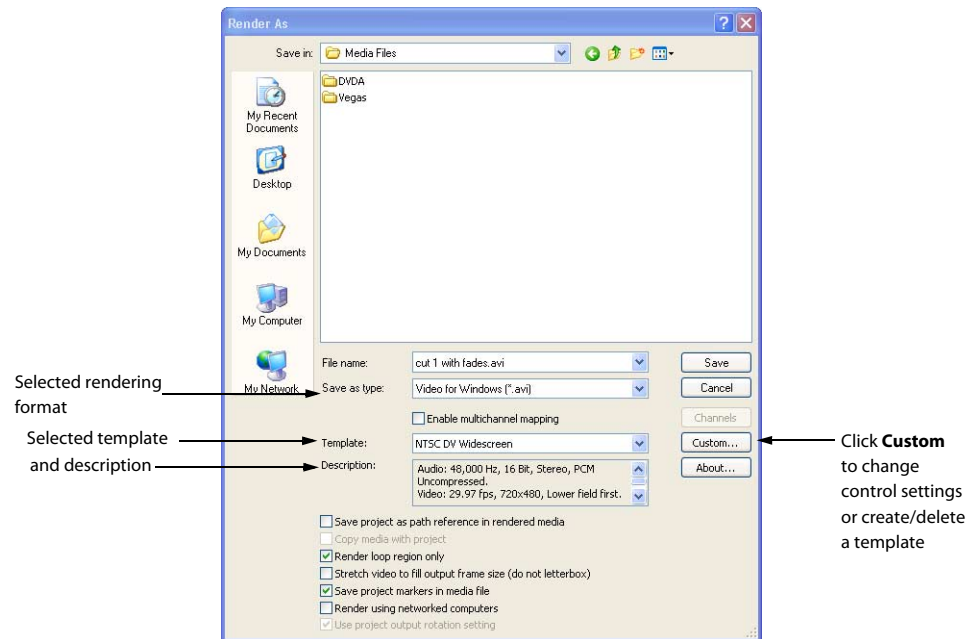 Render As
Save in:
Media Files
DVDA
Vegas
My Recent
Documents
Desktop
My Documents
My Computer
My Network
File name:
cut 1 with fades.avi
Save
Save as type:
Video for Windows (*.avi)
Cancel
Enable multichannel mapping
Channels
Template:
NTSC DV Widescreen
Custom...
Description:
Audio: 48,000 Hz, 16 Bit, Stereo, PCM
Uncompressed.
Video: 29.97 fps, 720x480, Lower field first.
About...
Save project as path reference in rendered media
Copy media with project
Render loop region only
Stretch video to fill output frame size (do not letterbox)
Save project markers in media file
Render using networked computers
Use project output rotation setting
Selected rendering
format
Selected template
and description
Click Custom
to change
control settings
or create/delete
a template